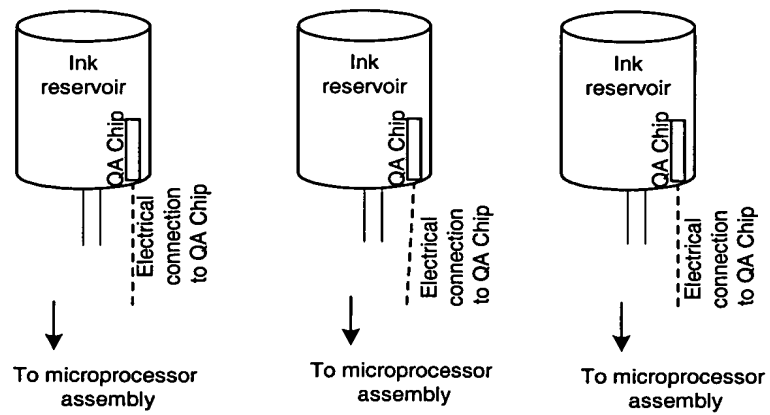 Ink
reservoir
QA Chip
Electrical
connection
to QA Chip
To microprocessor
assembly
Ink
reservoir
QA Chip
Electrical
connection
to QA Chip
To microprocessor
assembly
Ink
reservoir
QA Chip
Electrical
connection
to QA Chip
To microprocessor
assembly